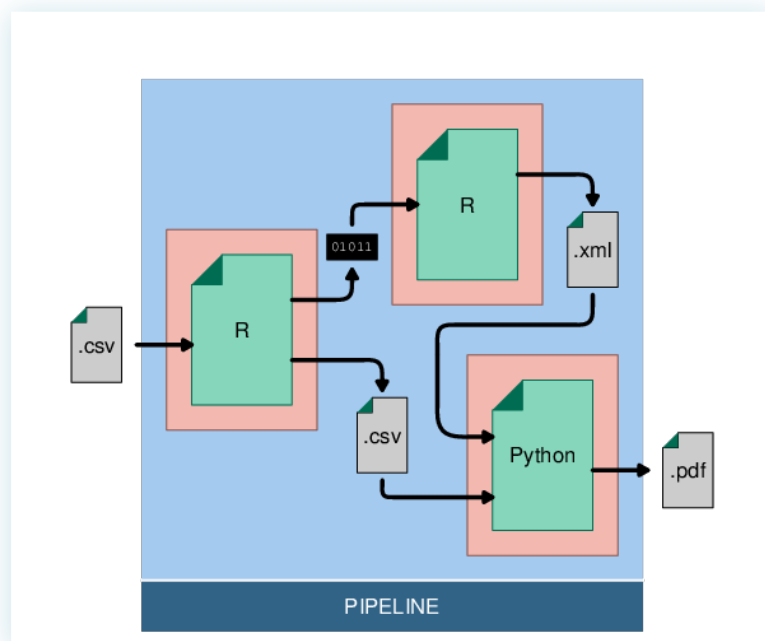 R
01011
.xml
R
.csv
.csv
Python
.pdf
PIPELINE